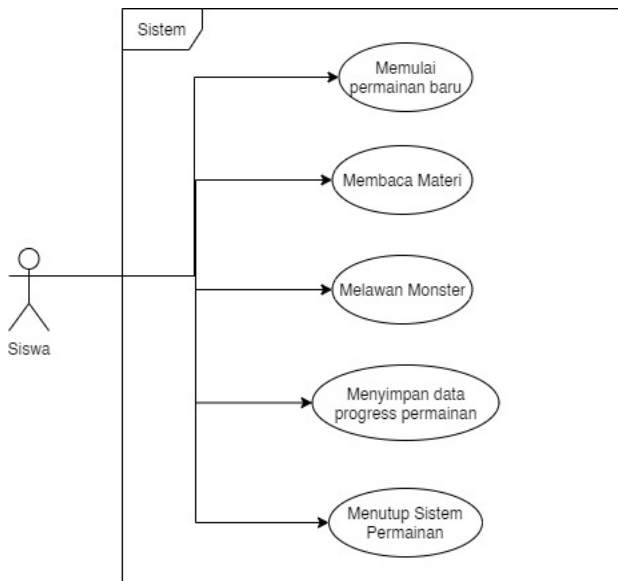 Sistem
Memulai
permainan baru
Membaca Materi
Melawan Monster
Siswa
Menyimpan data
progress permainan
Menutup Sistem
Permainan